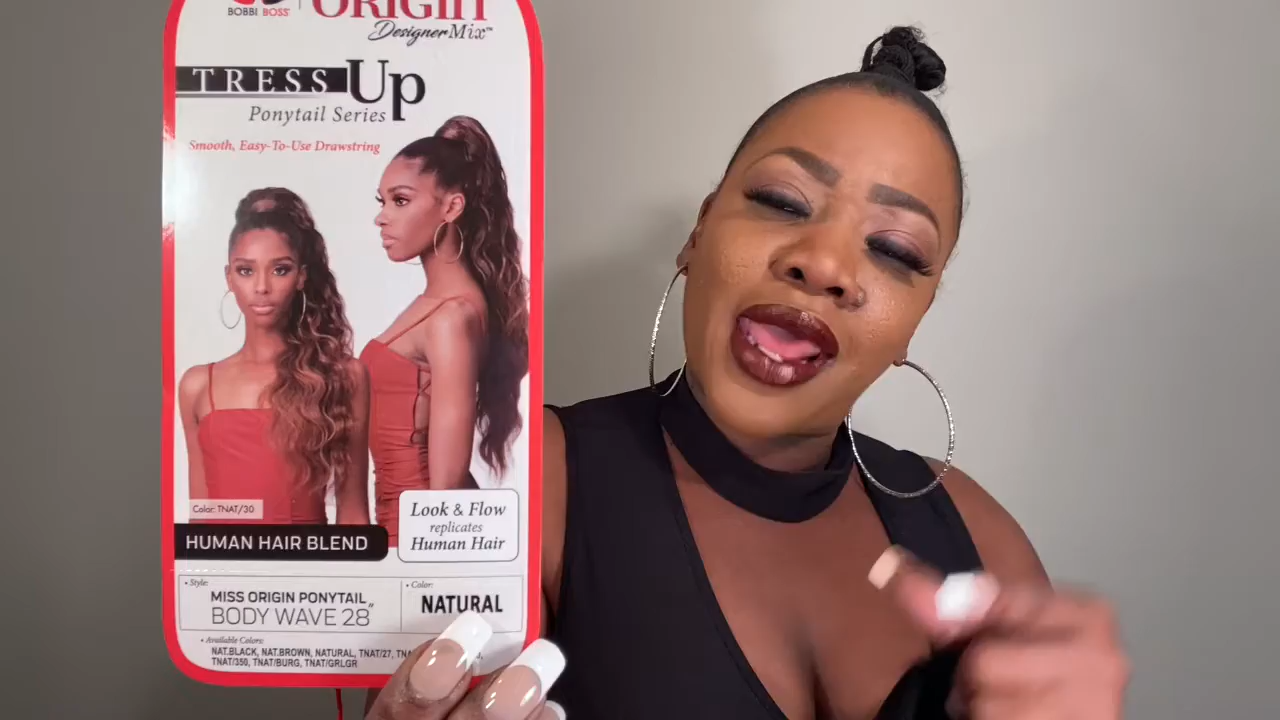 BOBBI BOSS
ORIGIN
Designer Mix™
TRESS Up
Ponytail Series
Smooth, Easy-To-Use Drawstring
Color: TNAT/30
HUMAN HAIR BLEND
Look & Flow
replicates
Human Hair
• Style:
MISS ORIGIN PONYTAIL
BODY WAVE 28"
• Color:
NATURAL
• Available Colors:
NAT.BLACK, NAT.BROWN, NATURAL, TNAT/27,
TNAT/350, TNAT/BURG, TNAT/GRLGR